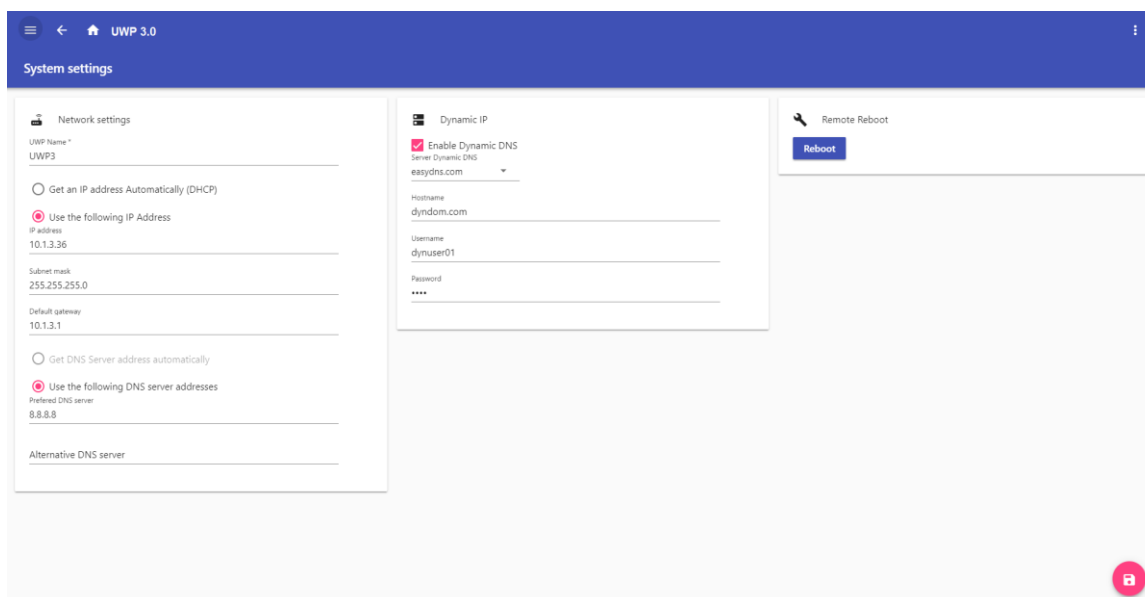 UWP 3.0
System settings
Network settings
UWP Name *
UWP3
Get an IP address Automatically (DHCP)
Use the following IP Address
IP address
10.1.3.36
Subnet mask
255.255.255.0
Default gateway
10.1.3.1
Get DNS Server address automatically
Use the following DNS server addresses
Prefered DNS server
8.8.8.8
Alternative DNS server
Dynamic IP
Enable Dynamic DNS
Server Dynamic DNS
easydns.com
Hostname
dyndom.com
Username
dynuser01
Password
••••
Remote Reboot
Reboot